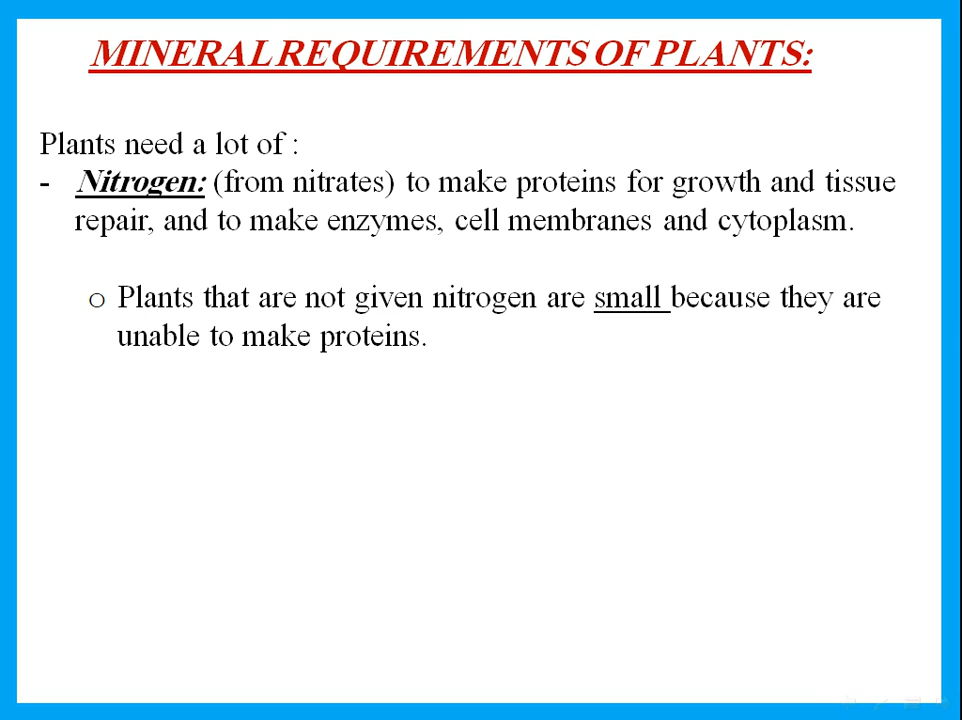 MINERAL REQUIREMENTS OF PLANTS:
Plants need a lot of :
- Nitrogen: (from nitrates) to make proteins for growth and tissue
repair, and to make enzymes, cell membranes and cytoplasm.
o Plants that are not given nitrogen are small because they are
unable to make proteins.